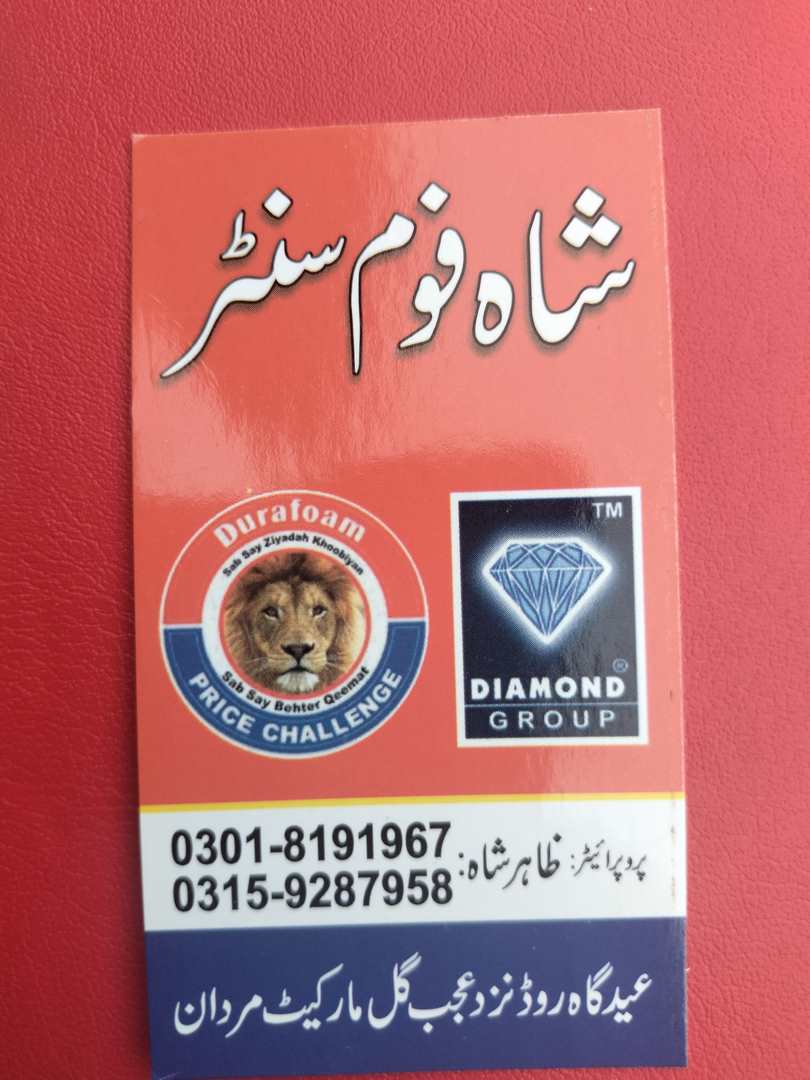 شاہ فوم سنٹر
Durafoam
Sab Say Ziyadah Khoobiyan
Sab Say Behter Qeemat
PRICE CHALLENGE
TM
DIAMOND ®
GROUP
پروپرائیٹر: ظاہر شاہ: 0301-8191967
0315-9287958
عیدگاہ روڈ نزد عجب گل مارکیٹ مردان